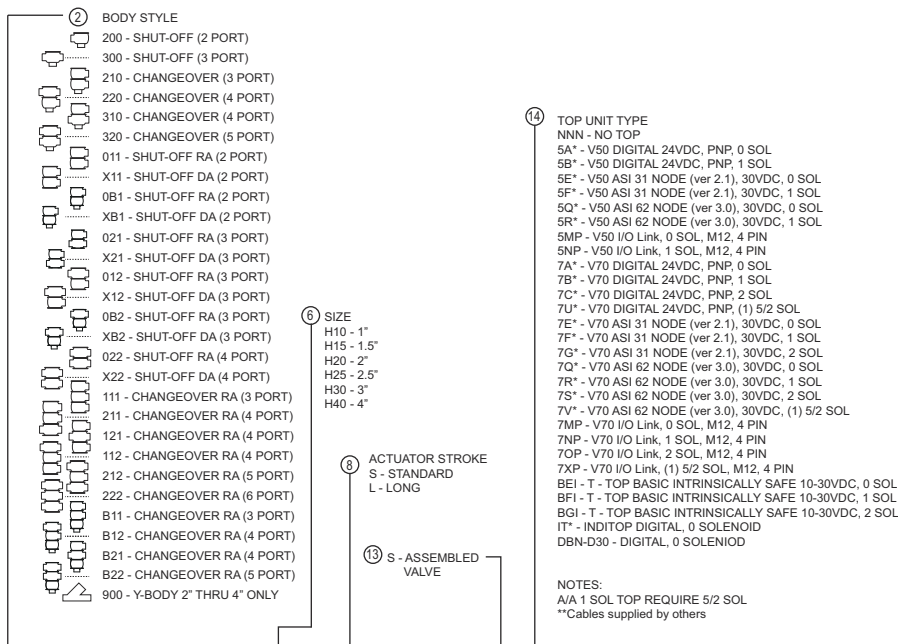 2 BODY STYLE
200 - SHUT-OFF (2 PORT)
300 - SHUT-OFF (3 PORT)
210 - CHANGEOVER (3 PORT)
220 - CHANGEOVER (4 PORT)
310 - CHANGEOVER (4 PORT)
320 - CHANGEOVER (5 PORT)
011 - SHUT-OFF RA (2 PORT)
X11 - SHUT-OFF DA (2 PORT)
0B1 - SHUT-OFF RA (2 PORT)
XB1 - SHUT-OFF DA (2 PORT)
021 - SHUT-OFF RA (3 PORT)
X21 - SHUT-OFF DA (3 PORT)
012 - SHUT-OFF RA (3 PORT)
X12 - SHUT-OFF DA (3 PORT)
0B2 - SHUT-OFF RA (3 PORT)
XB2 - SHUT-OFF DA (3 PORT)
022 - SHUT-OFF RA (4 PORT)
X22 - SHUT-OFF DA (4 PORT)
111 - CHANGEOVER RA (3 PORT)
211 - CHANGEOVER RA (4 PORT)
121 - CHANGEOVER RA (4 PORT)
112 - CHANGEOVER RA (4 PORT)
212 - CHANGEOVER RA (5 PORT)
222 - CHANGEOVER RA (6 PORT)
B11 - CHANGEOVER RA (3 PORT)
B12 - CHANGEOVER RA (4 PORT)
B21 - CHANGEOVER RA (4 PORT)
B22 - CHANGEOVER RA (5 PORT)
900 - Y-BODY 2" THRU 4" ONLY
6 SIZE
H10 - 1"
H15 - 1.5"
H20 - 2"
H25 - 2.5"
H30 - 3"
H40 - 4"
8 ACTUATOR STROKE
S - STANDARD
L - LONG
13 S - ASSEMBLED
VALVE
14 TOP UNIT TYPE
NNN - NO TOP
5A* - V50 DIGITAL 24VDC, PNP, 0 SOL
5B* - V50 DIGITAL 24VDC, PNP, 1 SOL
5E* - V50 ASI 31 NODE (ver 2.1), 30VDC, 0 SOL
5F* - V50 ASI 31 NODE (ver 2.1), 30VDC, 1 SOL
5Q* - V50 ASI 62 NODE (ver 3.0), 30VDC, 0 SOL
5R* - V50 ASI 62 NODE (ver 3.0), 30VDC, 1 SOL
5MP - V50 I/O Link, 0 SOL, M12, 4 PIN
5NP - V50 I/O Link, 1 SOL, M12, 4 PIN
7A* - V70 DIGITAL 24VDC, PNP, 0 SOL
7B* - V70 DIGITAL 24VDC, PNP, 1 SOL
7C* - V70 DIGITAL 24VDC, PNP, 2 SOL
7U* - V70 DIGITAL 24VDC, PNP, (1) 5/2 SOL
7E* - V70 ASI 31 NODE (ver 2.1), 30VDC, 0 SOL
7F* - V70 ASI 31 NODE (ver 2.1), 30VDC, 1 SOL
7G* - V70 ASI 31 NODE (ver 2.1), 30VDC, 2 SOL
7Q* - V70 ASI 62 NODE (ver 3.0), 30VDC, 0 SOL
7R* - V70 ASI 62 NODE (ver 3.0), 30VDC, 1 SOL
7S* - V70 ASI 62 NODE (ver 3.0), 30VDC, 2 SOL
7V* - V70 ASI 62 NODE (ver 3.0), 30VDC, (1) 5/2 SOL
7MP - V70 I/O Link, 0 SOL, M12, 4 PIN
7NP - V70 I/O Link, 1 SOL, M12, 4 PIN
7OP - V70 I/O Link, 2 SOL, M12, 4 PIN
7XP - V70 I/O Link, (1) 5/2 SOL, M12, 4 PIN
BEI - T - TOP BASIC INTRINSICALLY SAFE 10-30VDC, 0 SOL
BFI - T - TOP BASIC INTRINSICALLY SAFE 10-30VDC, 1 SOL
BGI - T - TOP BASIC INTRINSICALLY SAFE 10-30VDC, 2 SOL
IT* - INDITOP DIGITAL, 0 SOLENOID
DBN-D30 - DIGITAL, 0 SOLENIOD
NOTES:
A/A 1 SOL TOP REQUIRE 5/2 SOL
**Cables supplied by others